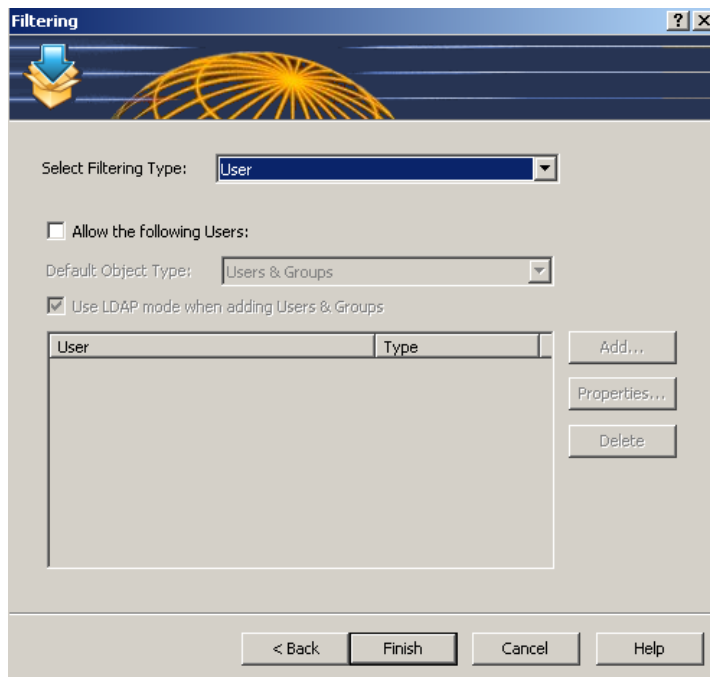 Filtering
Select Filtering Type: User
Allow the following Users:
Default Object Type: Users & Groups
Use LDAP mode when adding Users & Groups
User Type Add...
Properties...
Delete
< Back Finish Cancel Help